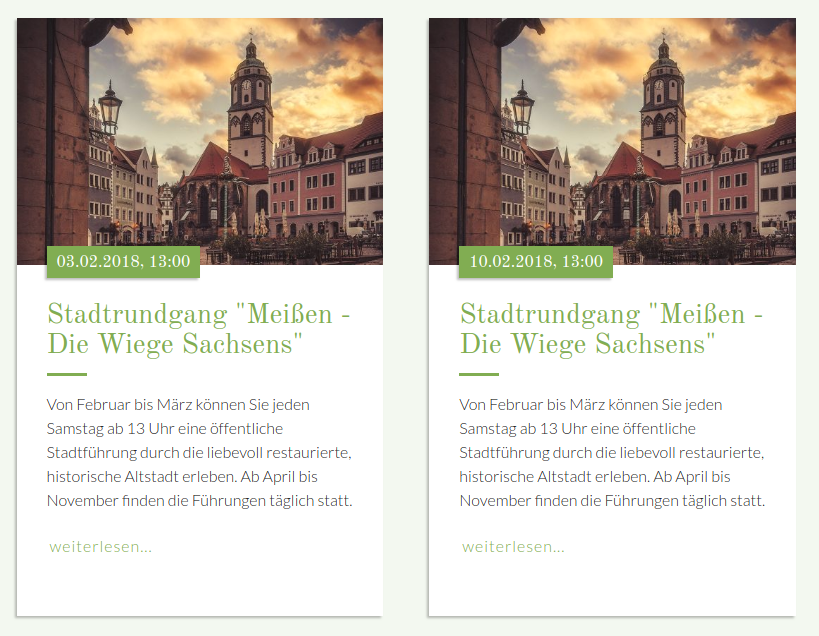 03.02.2018, 13:00
Stadtrundgang "Meißen -
Die Wiege Sachsens"
Von Februar bis März können Sie jeden
Samstag ab 13 Uhr eine öffentliche
Stadtführung durch die liebevoll restaurierte,
historische Altstadt erleben. Ab April bis
November finden die Führungen täglich statt.
weiterlesen...
10.02.2018, 13:00
Stadtrundgang "Meißen -
Die Wiege Sachsens"
Von Februar bis März können Sie jeden
Samstag ab 13 Uhr eine öffentliche
Stadtführung durch die liebevoll restaurierte,
historische Altstadt erleben. Ab April bis
November finden die Führungen täglich statt.
weiterlesen...